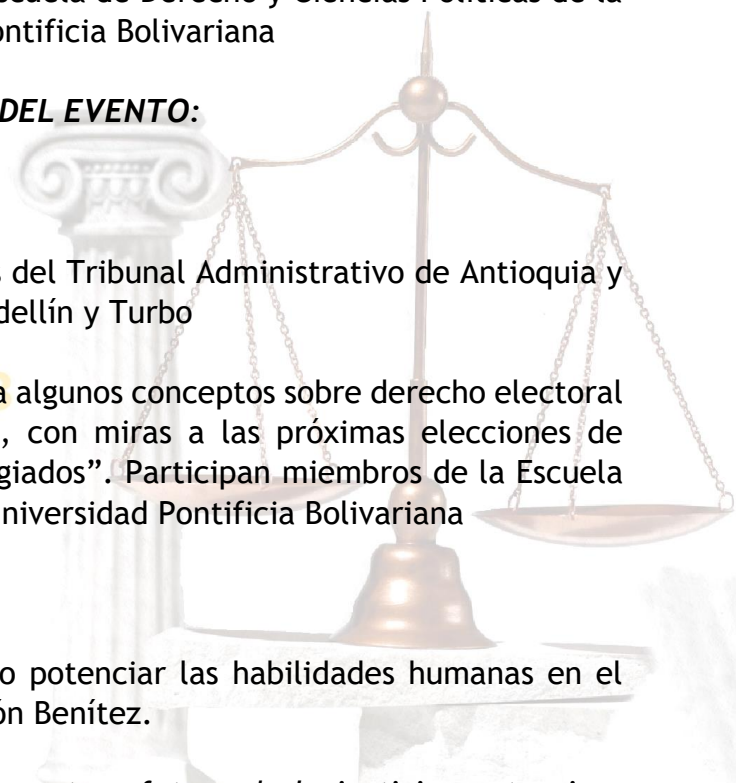 Escuela de Derecho y Ciencias Políticas de la
Pontificia Bolivariana
DEL EVENTO:
del Tribunal Administrativo de Antioquia y
dellín y Turbo
a algunos conceptos sobre derecho electoral
, con miras a las próximas elecciones de
giados”. Participan miembros de la Escuela
niversidad Pontificia Bolivariana
o potenciar las habilidades humanas en el
ón Benítez.